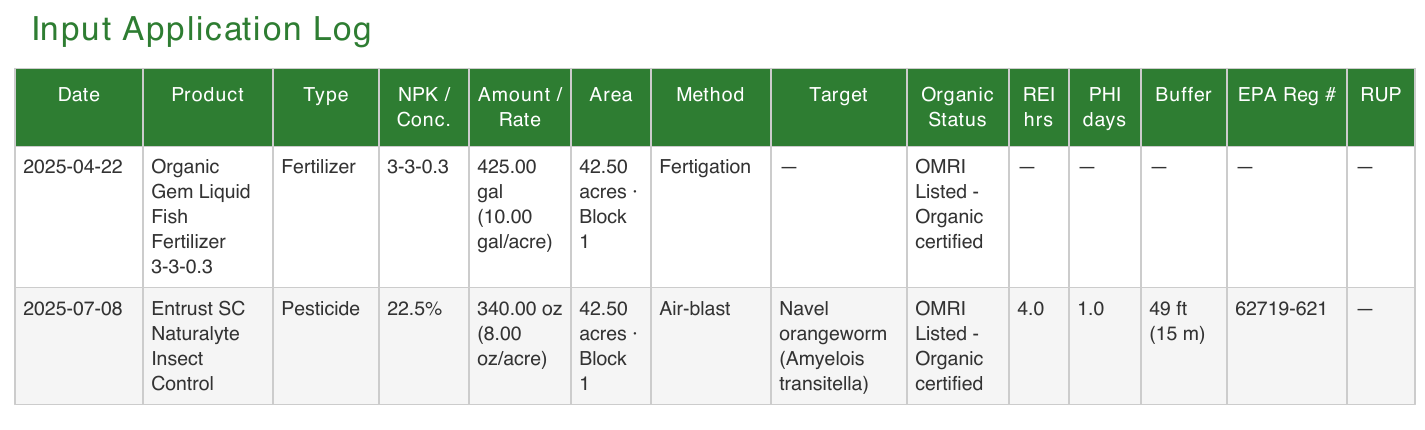 Input Application Log
Date
Product
Type
NPK /
Conc.
Amount /
Rate
Area
Method
Target
Organic
Status
REI
hrs
PHI
days
Buffer
EPA Reg #
RUP
2025-04-22
Organic
Gem Liquid
Fish
Fertilizer
3-3-0.3
Fertilizer
3-3-0.3
425.00
gal
(10.00
gal/acre)
42.50
acres ·
Block
1
Fertigation
—
OMRI
Listed -
Organic
certified
—
—
—
—
—
2025-07-08
Entrust SC
Naturalyte
Insect
Control
Pesticide
22.5%
340.00 oz
(8.00
oz/acre)
42.50
acres ·
Block
1
Air-blast
Navel
orangeworm
(Amyelois
transitella)
OMRI
Listed -
Organic
certified
4.0
1.0
49 ft
(15 m)
62719-621
—